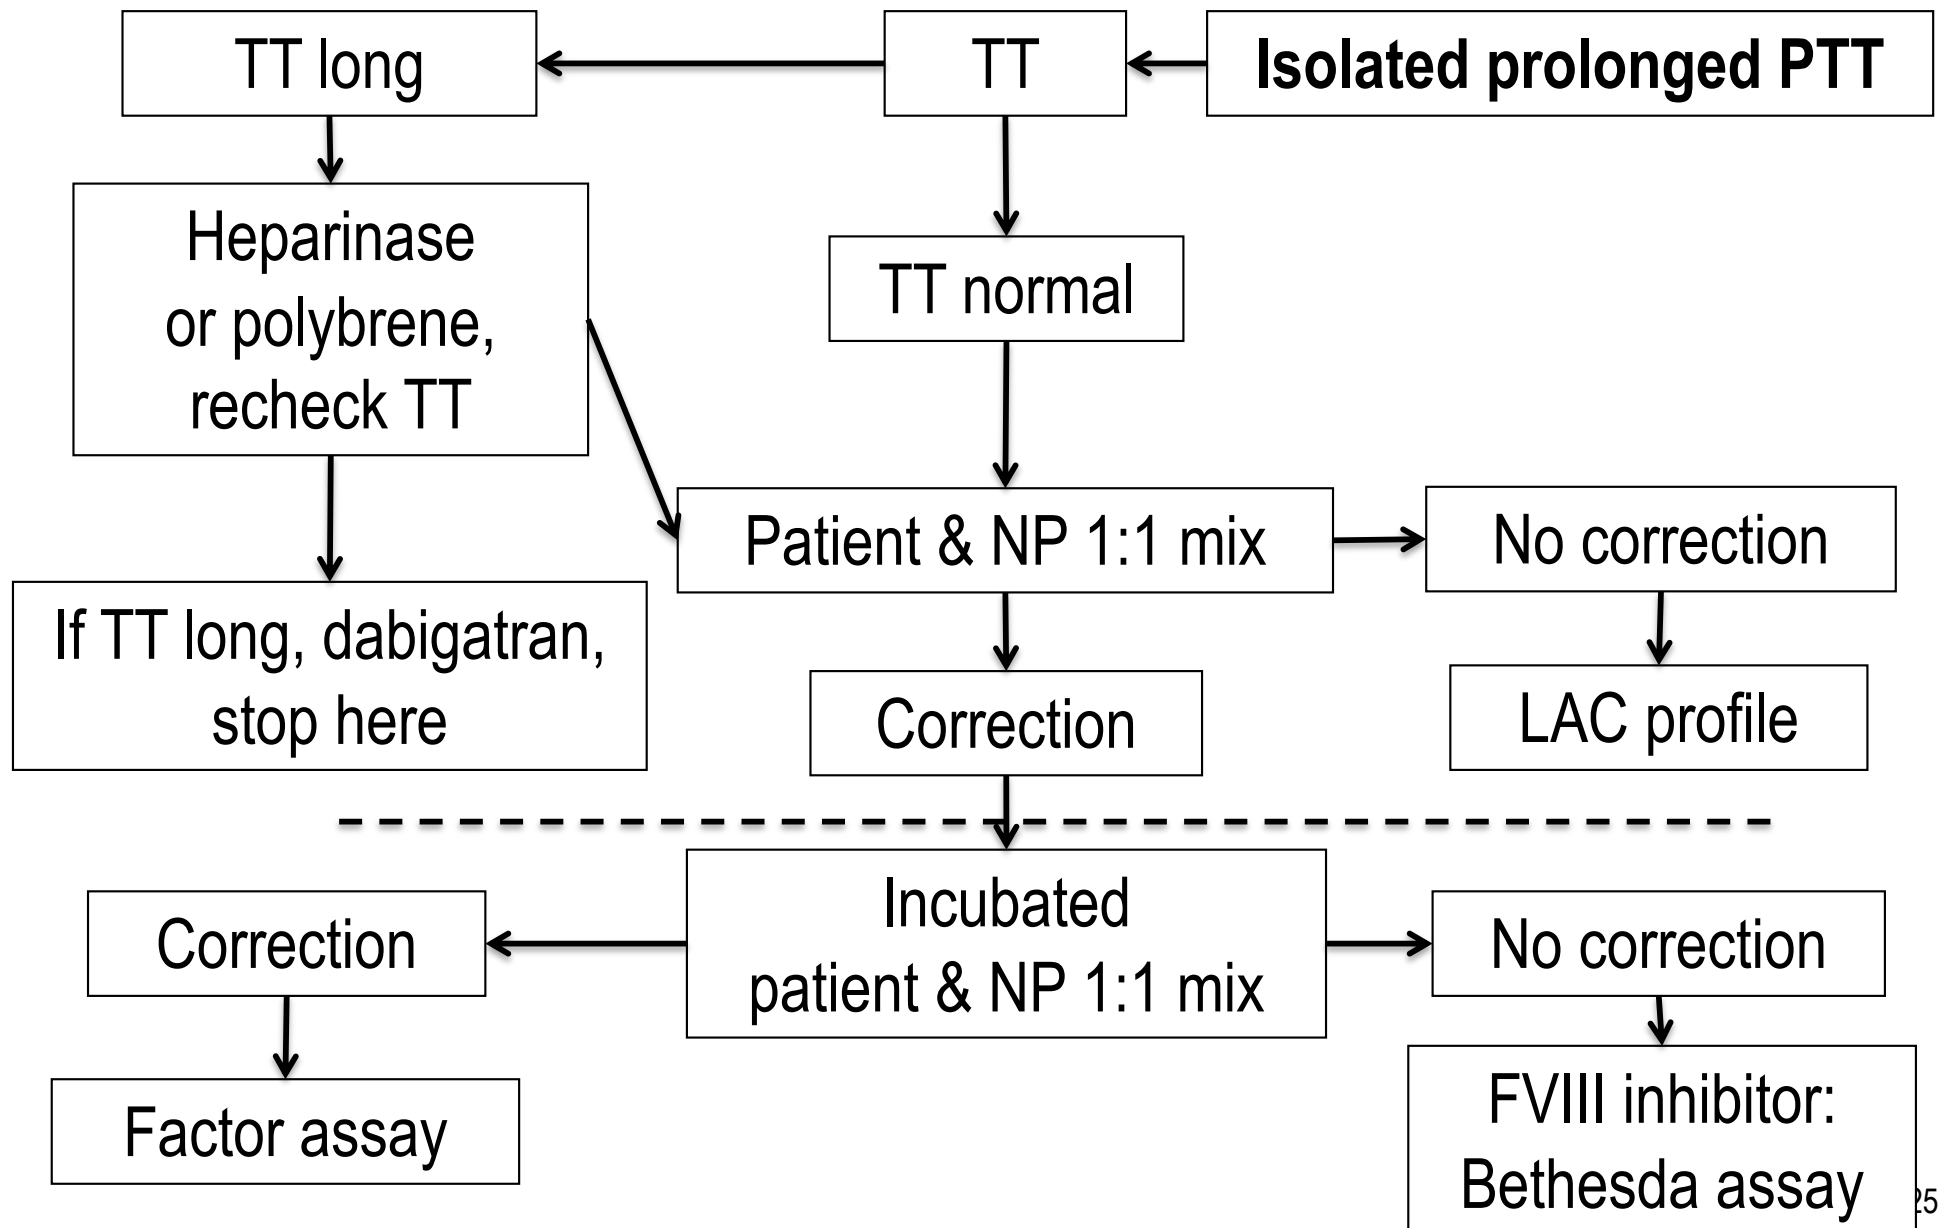 Isolated prolonged PTT
TT
TT long
Heparinase
or polybrene,
recheck TT
TT normal
If TT long, dabigatran,
stop here
Patient & NP 1:1 mix
No correction
LAC profile
Correction
Incubated
patient & NP 1:1 mix
Correction
Factor assay
No correction
FVIII inhibitor:
Bethesda assay